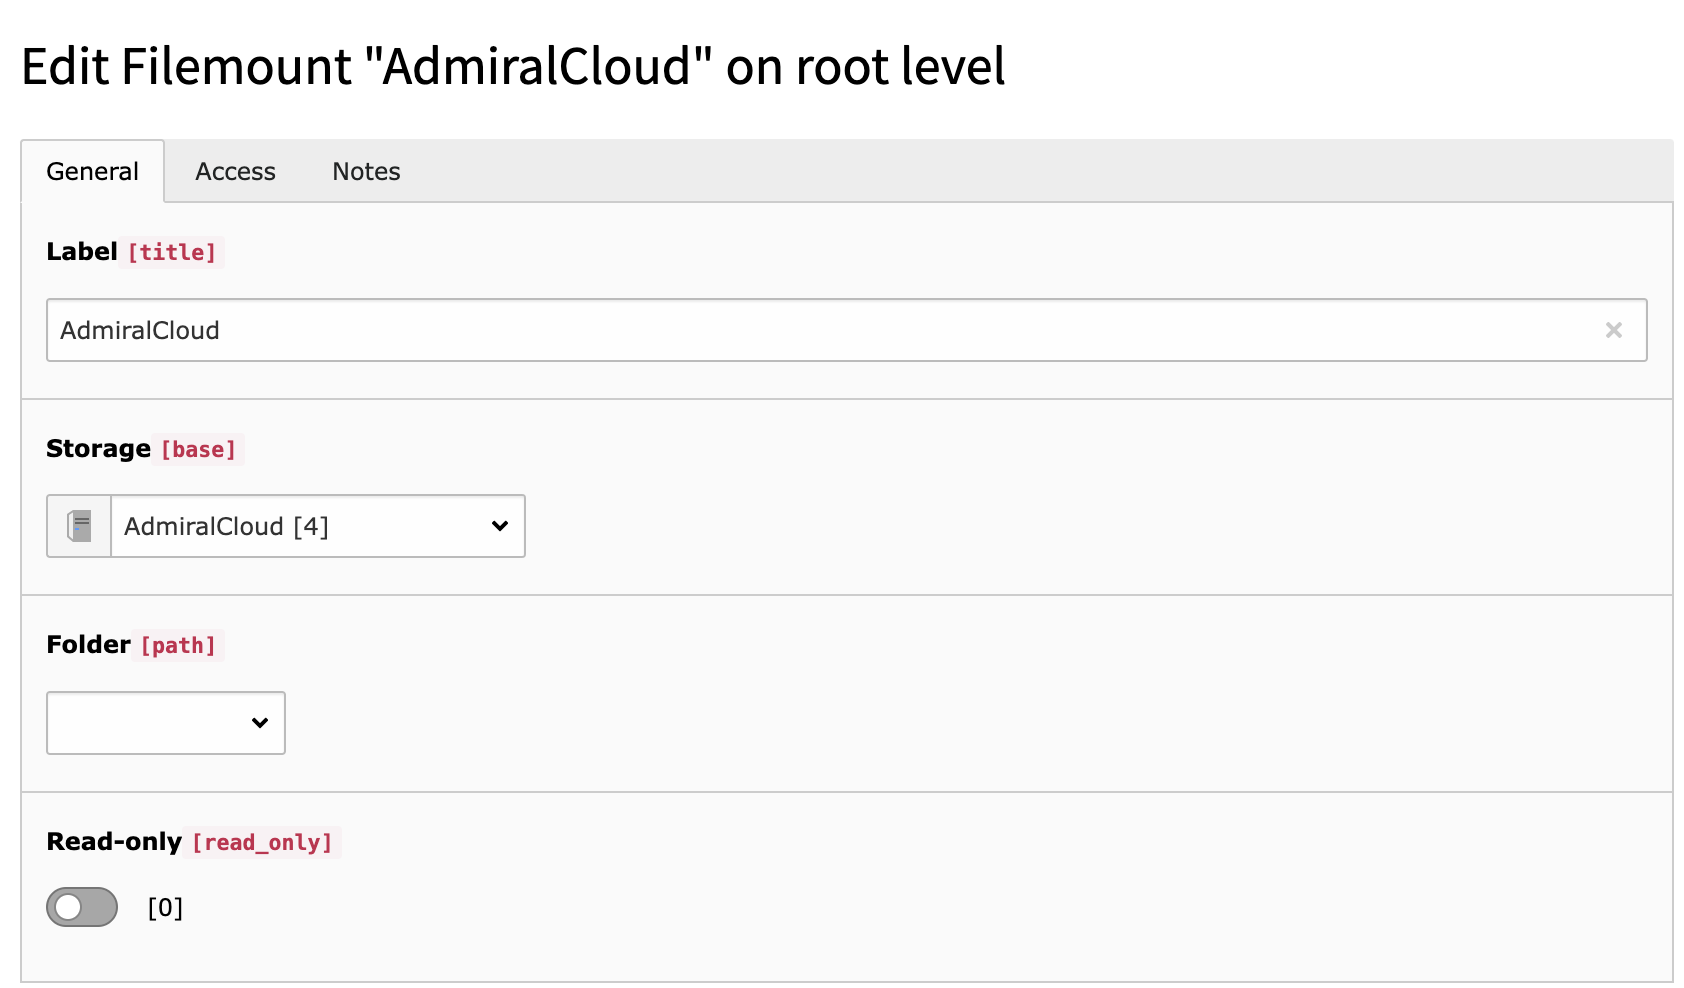 Edit Filemount "AdmiralCloud" on root level
General Access Notes
Label [title]
AdmiralCloud
Storage [base]
AdmiralCloud [4]
Folder [path]
Read-only [read_only]
[0]